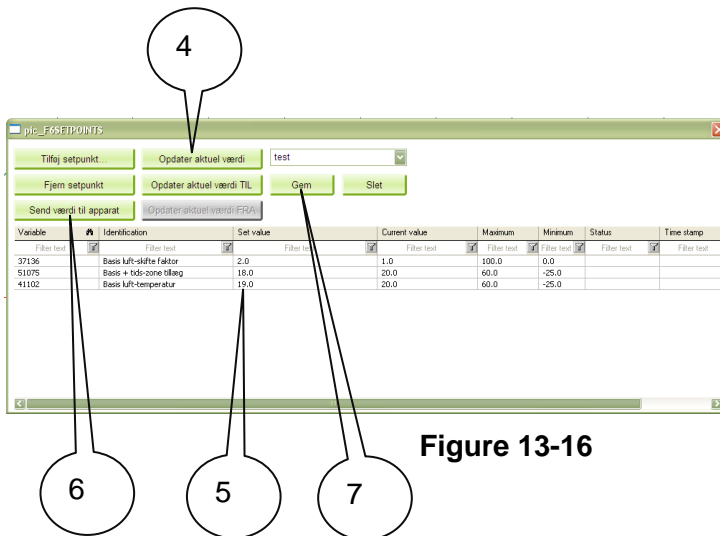 4
pic_F6SETPOINTS
Tilføj setpunkt... Opdater aktuel værdi test
Fjern setpunkt Opdater aktuel værdi TIL Gem Slet
Send værdi til apparat Opdater aktuel værdi FRA
Variable Identification Set value Current value Maximum Minimum Status Time stamp
Filter text Filter text Filter text Filter text Filter text Filter text Filter text Filter text
37136 Basis luft-skifte faktor 2.0 1.0 100.0 0.0
51075 Basis + tids-zone tillæg 18.0 20.0 60.0 -25.0
41102 Basis luft-temperatur 19.0 20.0 60.0 -25.0
Figure 13-16
6 5 7